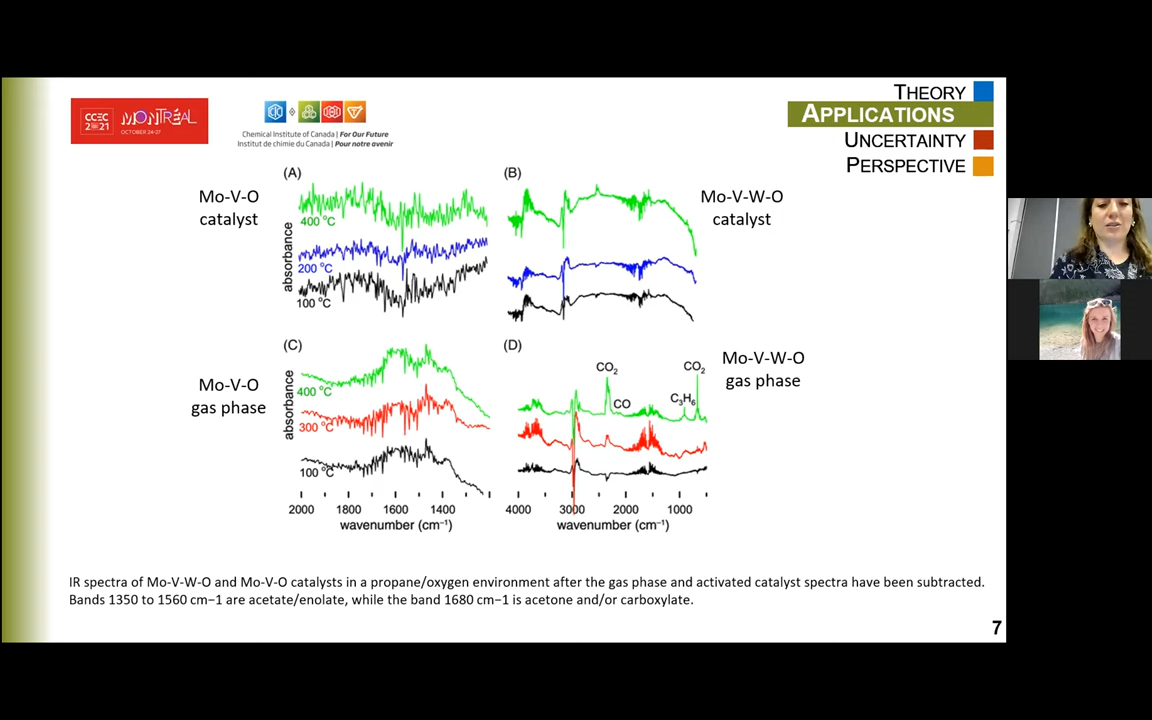 CCEC
2021
MONTRÉAL
OCTOBER 24-27
Chemical Institute of Canada | For Our Future
Institut de chimie du Canada | Pour notre avenir
THEORY
APPLICATIONS
UNCERTAINTY
PERSPECTIVE
(A)
(B)
Mo-V-O
catalyst
Mo-V-W-O
catalyst
absorbance
400 °C
200 °C
100 °C
(C)
(D)
Mo-V-O
gas phase
Mo-V-W-O
gas phase
absorbance
400 °C
300 °C
100 °C
CO2
CO
C3H6
CO2
2000 1800 1600 1400
wavenumber (cm−1)
4000 3000 2000 1000
wavenumber (cm−1)
IR spectra of Mo-V-W-O and Mo-V-O catalysts in a propane/oxygen environment after the gas phase and activated catalyst spectra have been subtracted.
Bands 1350 to 1560 cm−1 are acetate/enolate, while the band 1680 cm−1 is acetone and/or carboxylate.
7